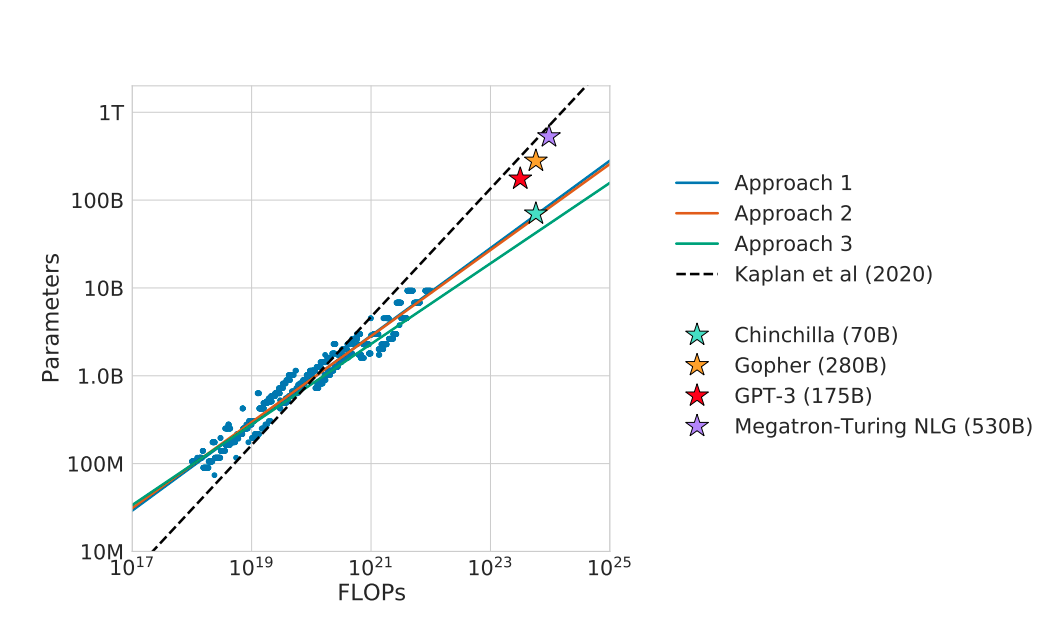 1T
100B
10B
1.0B
100M
10M
Parameters
10^17
10^19
10^21
10^23
10^25
FLOPs
Approach 1
Approach 2
Approach 3
Kaplan et al (2020)
Chinchilla (70B)
Gopher (280B)
GPT-3 (175B)
Megatron-Turing NLG (530B)